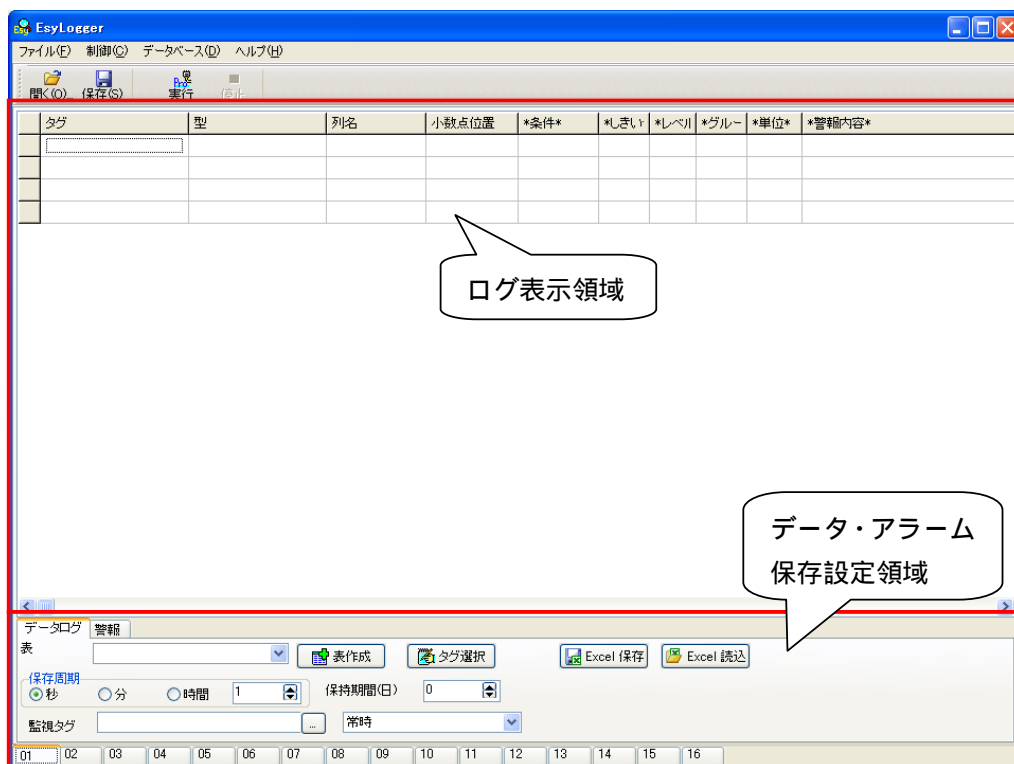 EsyLogger
ファイル(F) 制御(C) データベース(D) ヘルプ(H)
開く(O)... 保存(S) 実行 停止
タグ 型 列名 小数点位置 *条件* *しきい *レベル *グルー *単位* *警報内容*
ログ表示領域
データ・アラーム
保存設定領域
データログ 警報
表 表作成 タグ選択 Excel 保存 Excel 読込
保存周期
秒 分 時間 1 保持期間(日) 0
監視タグ ... 常時
01 02 03 04 05 06 07 08 09 10 11 12 13 14 15 16